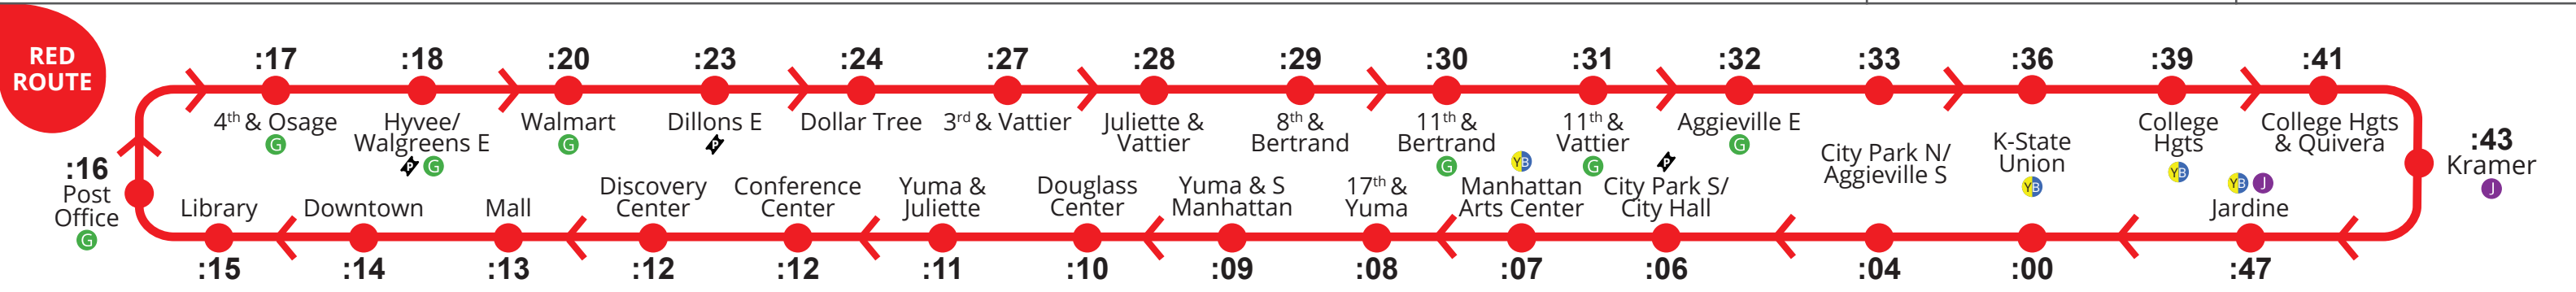 RED
ROUTE
:17
:18
:20
:23
:24
:27
:28
:29
:30
:31
:32
:33
:36
:39
:41
4th & Osage
G
Hyvee/
Walgreens E
P G
Walmart
G
Dillons E
P
Dollar Tree
3rd & Vattier
Juliette &
Vattier
8th &
Bertrand
11th &
Bertrand
G
11th &
Vattier
G
Aggieville E
G
City Park N/
Aggieville S
K-State
Union
YB
College
Hgts
YB
College Hgts
& Quivera
:43
Kramer
J
:16
Post
Office
G
Library
Downtown
Mall
Discovery
Center
Conference
Center
Yuma &
Juliette
Douglass
Center
Yuma & S
Manhattan
17th &
Yuma
YB
Manhattan
Arts Center
P
City Park S/
City Hall
YB J
Jardine
:15
:14
:13
:12
:12
:11
:10
:09
:08
:07
:06
:04
:00
:47